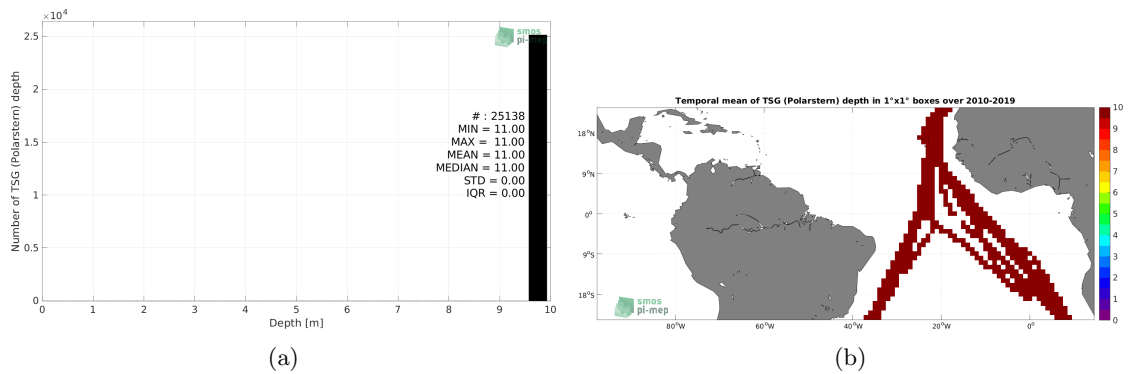 ×10⁴
2.5
2
1.5
1
0.5
0
Number of TSG (Polarstern) depth
smos
pi-mep
# : 25138
MIN = 11.00
MAX = 11.00
MEAN = 11.00
MEDIAN = 11.00
STD = 0.00
IQR = 0.00
0 1 2 3 4 5 6 7 8 9 10
Depth [m]
(a)
Temporal mean of TSG (Polarstern) depth in 1°x1° boxes over 2010-2019
18°N
9°N
0°
9°S
18°S
smos
pi-mep
80°W 60°W 40°W 20°W 0°
10
9
8
7
6
5
4
3
2
1
0
(b)